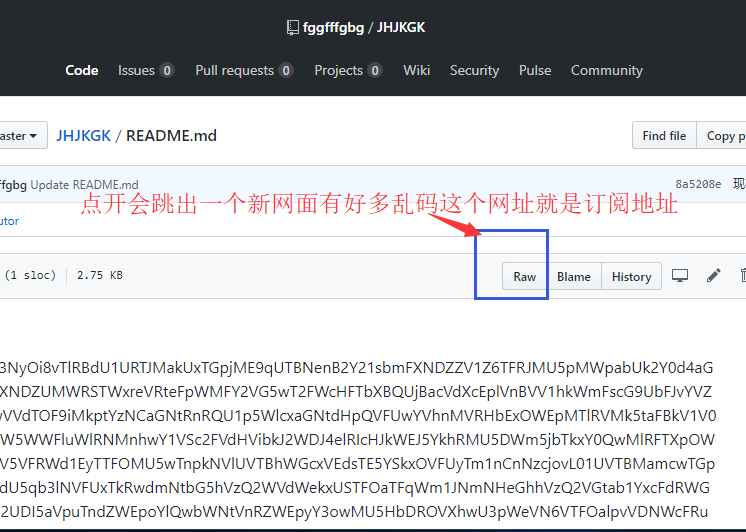 fggfffgbg / JHJKGK
Code Issues 0 Pull requests 0 Projects 0 Wiki Security Pulse Community
aster JHJKGK / README.md Find file Copy p
ffgbg Update README.md 8a5208e 现
点开会跳出一个新网面有好多乱码这个网址就是订阅地址
utor
(1 sloc) 2.75 KB Raw Blame History
3NyOi8vTlRBdU1URTJMakUxTGpjME9qUTBNenB2Y21sbmFXNDZZV1Z6TFRJMU5pMWpabUk2Y0d4aG
XNDZUMWRSTWxreVRteFpWMFY2VG5wT2FWcHFTbXBQUjBacVdXcEplVnBVV1hkWmFscG9UbFJvYVZ
vVVdTOF9iMkptYzNCaGNtRnRQU1p5WlcxaGNtdHpQVFUwYVhnMVRHbExOWEpMTlRVMk5taFBkV1V0
W5WWFluWlRNMnhwY1VSc2FVdHVibkJ2WDJ4elRIcHJkWEJ5YkhRMU5DWm5jbTkxY0QwMlRFTXpOW
V5VFRWd1EyTTFOMU5wTnpkNVlUVTBhWGcxVEdsTE5YSkxOVFUyTm1nCnNzcjovL01UVTBMamcwTGp
dU5qb3lNVFUxTkRwdmNtbG5hVzQ2WVdWekxUSTFOaTFqWm1JNmNHeGhhVzQ2VGtab1YxcFdRWG
2UDI5aVpuTndZWEpoYlQwbWNtVnRZWEpyY3owMU5HbDROVXhwU3pWeVN6VTFOalpvVDNWcFRu